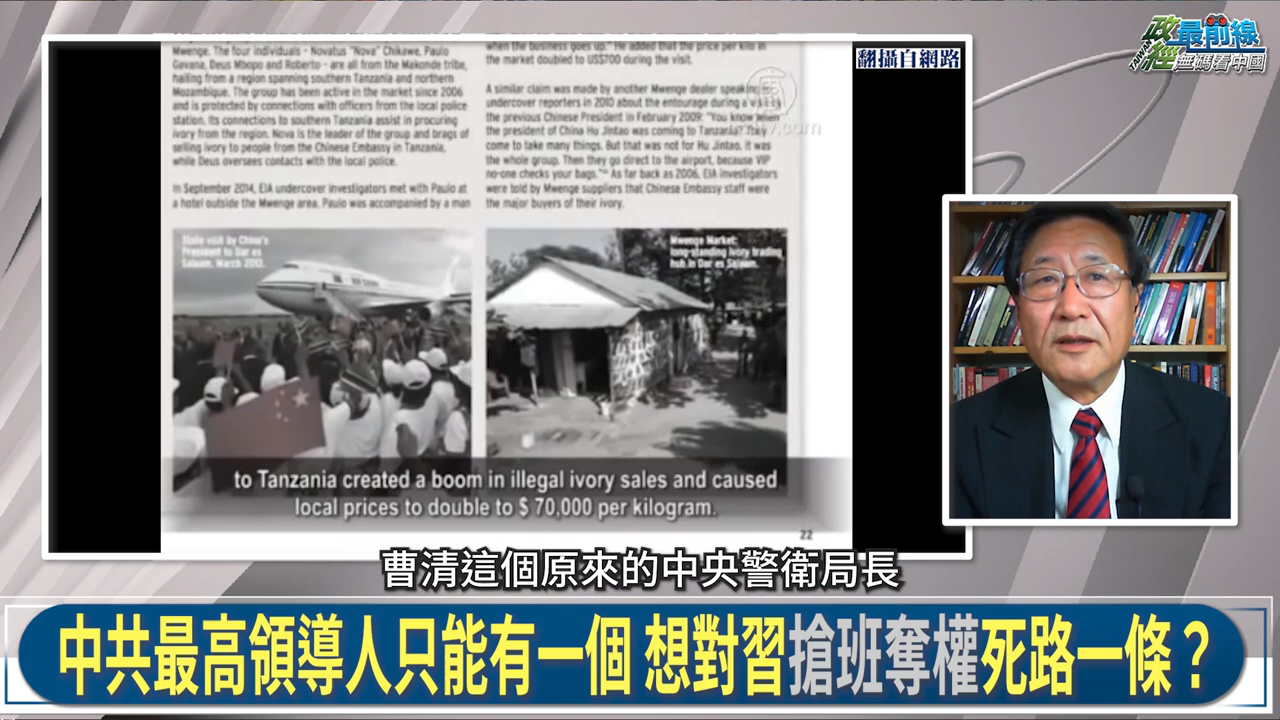 政經最前線
TAIWAN
無碼看中國
翻攝自網路
Mwenge. The four individuals - Novatus "Nova" Chikawe, Paulo
Gavana, Deus Mbopo and Roberto - are all from the Makonde tribe,
hailing from a region spanning southern Tanzania and northern
Mozambique. The group has been active in the market since 2006
and is protected by connections with officers from the local police
station. Its connections to southern Tanzania assist in procuring
ivory from the region. Nova is the leader of the group and brags of
selling ivory to people from the Chinese Embassy in Tanzania,
while Deus oversees contacts with the local police.
In September 2014, EIA undercover investigators met with Paulo at
a hotel outside the Mwenge area. Paulo was accompanied by a man
when the business goes up." He added that the price per kilo in
the market doubled to US$700 during the visit.
A similar claim was made by another Mwenge dealer speaking to
undercover reporters in 2010 about the entourage during a visit by
the previous Chinese President in February 2009: "You know when
the president of China Hu Jintao was coming to Tanzania? They
come to take many things. But that was not for Hu Jintao, it was
the whole group. Then they go direct to the airport, because VIP
no-one checks your bags." As far back as 2006, EIA investigators
were told by Mwenge suppliers that Chinese Embassy staff were
the major buyers of their ivory.
State visit by China's
President to Dar es
Salaam, March 2013.
Mwenge Market:
long-standing ivory trading
hub in Dar es Salaam.
to Tanzania created a boom in illegal ivory sales and caused
local prices to double to $ 70,000 per kilogram.
22
曹清這個原來的中央警衛局長
中共最高領導人只能有一個 想對習搶班奪權死路一條？